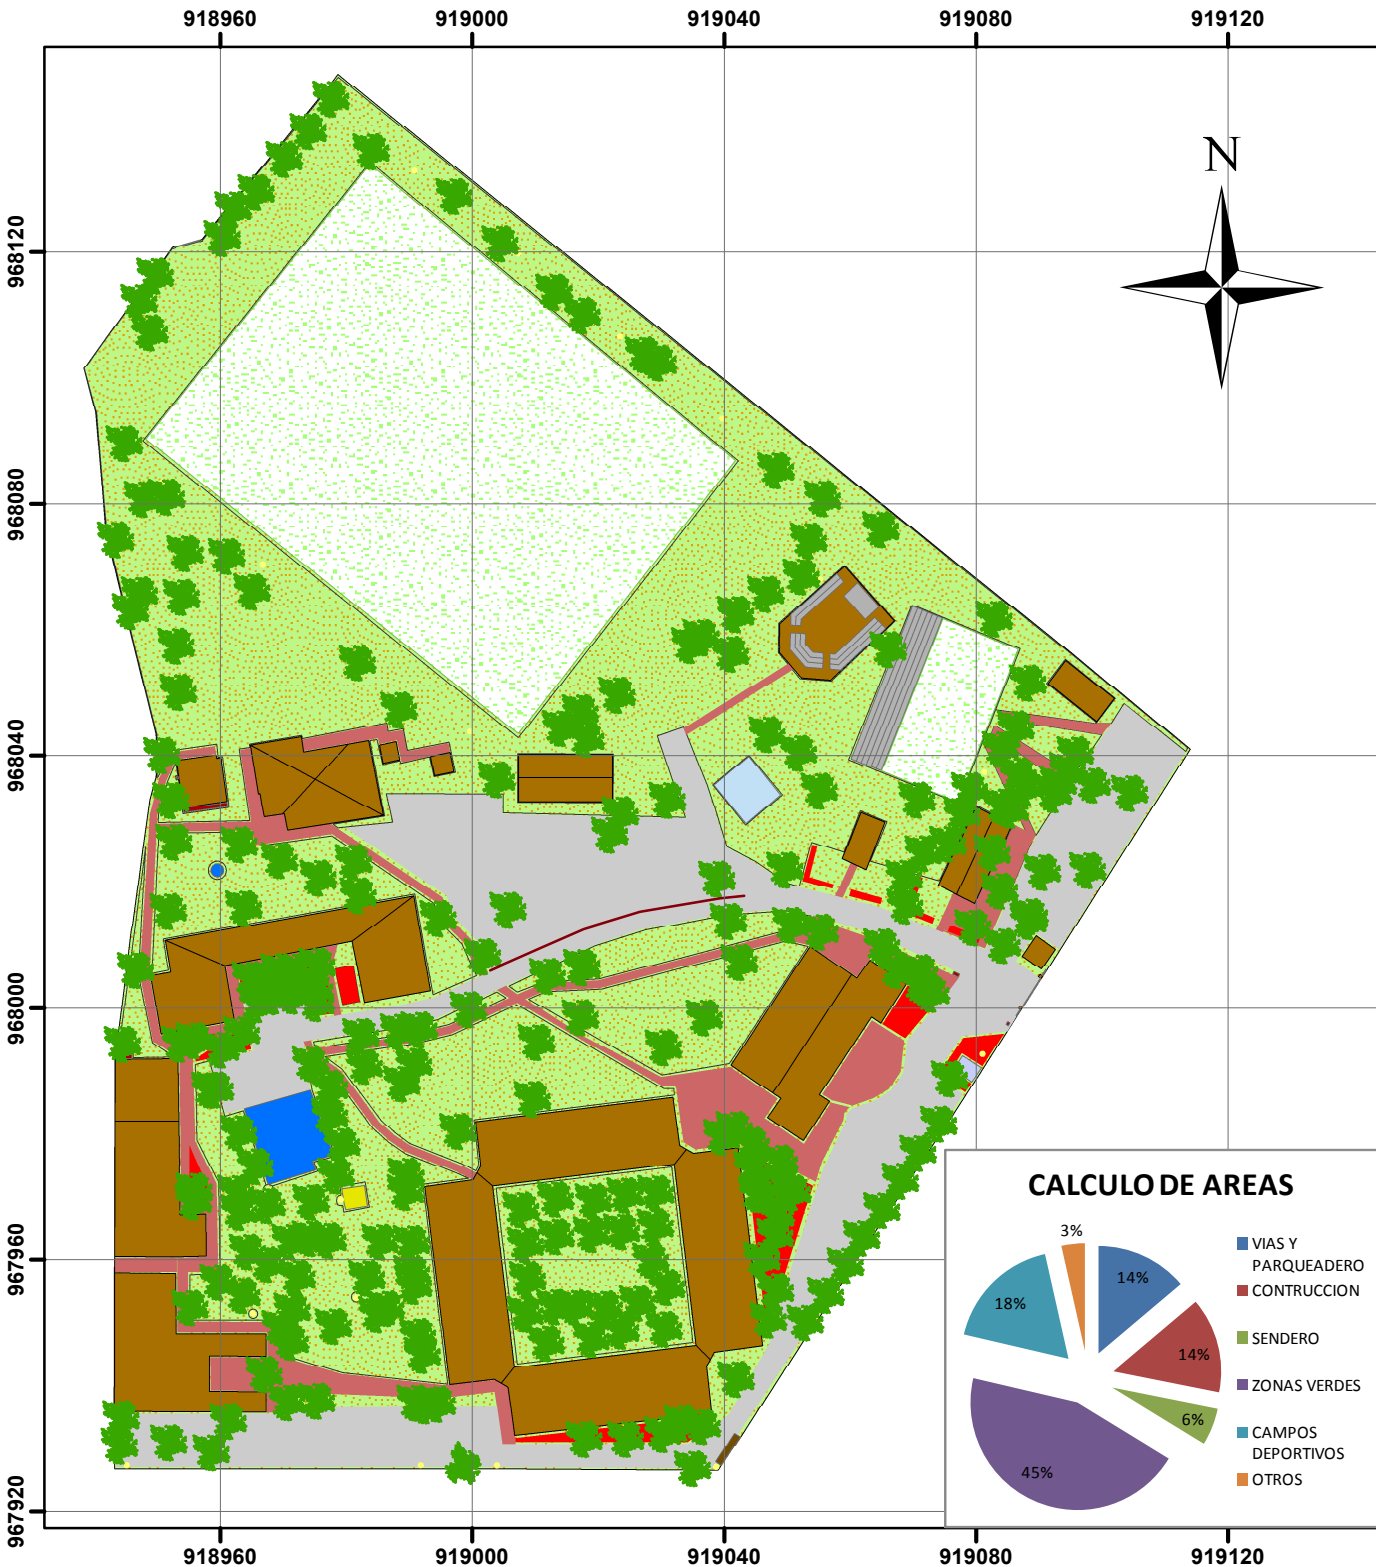 918960 919000 919040 919080 919120
N
968120
968080
968040
968000
967960
967920
CALCULO DE AREAS
3%
14%
18%
14%
6%
45%
VIAS Y
PARQUEADERO
CONTRUCCION
SENDERO
ZONAS VERDES
CAMPOS
DEPORTIVOS
OTROS
918960 919000 919040 919080 919120